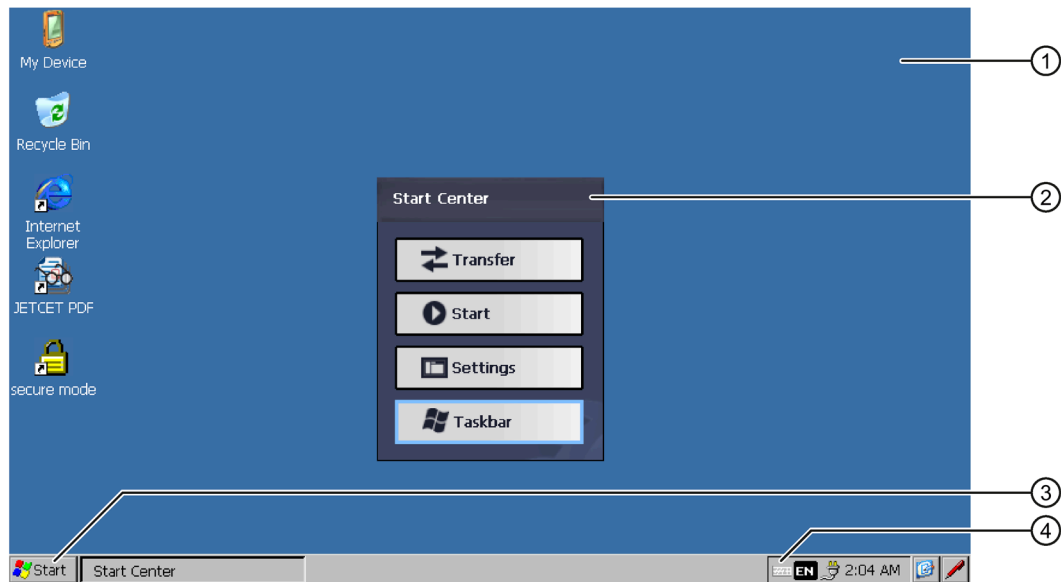 My Device
1
Recycle Bin
Start Center
2
Internet
Explorer
Transfer
JETCET PDF
Start
Settings
secure mode
Taskbar
3
4
Start
Start Center
EN
2:04 AM